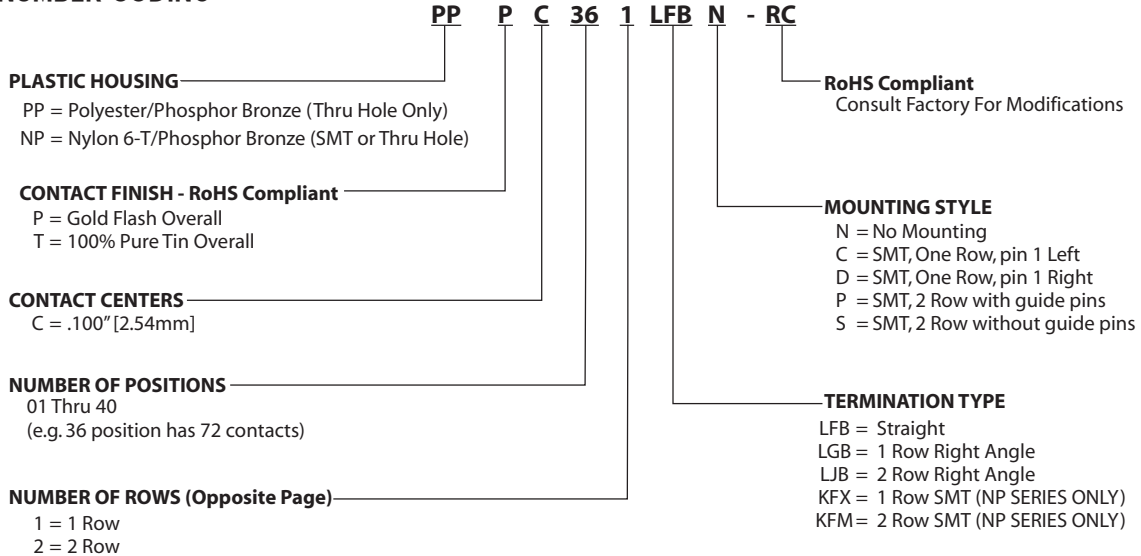 PP P C 36 1 LFB N - RC
PLASTIC HOUSING
PP = Polyester/Phosphor Bronze (Thru Hole Only)
NP = Nylon 6-T/Phosphor Bronze (SMT or Thru Hole)
CONTACT FINISH - RoHS Compliant
P = Gold Flash Overall
T = 100% Pure Tin Overall
CONTACT CENTERS
C = .100" [2.54mm]
NUMBER OF POSITIONS
01 Thru 40
(e.g. 36 position has 72 contacts)
NUMBER OF ROWS (Opposite Page)
1 = 1 Row
2 = 2 Row
RoHS Compliant
Consult Factory For Modifications
MOUNTING STYLE
N = No Mounting
C = SMT, One Row, pin 1 Left
D = SMT, One Row, pin 1 Right
P = SMT, 2 Row with guide pins
S = SMT, 2 Row without guide pins
TERMINATION TYPE
LFB = Straight
LGB = 1 Row Right Angle
LJB = 2 Row Right Angle
KFX = 1 Row SMT (NP SERIES ONLY)
KFM = 2 Row SMT (NP SERIES ONLY)